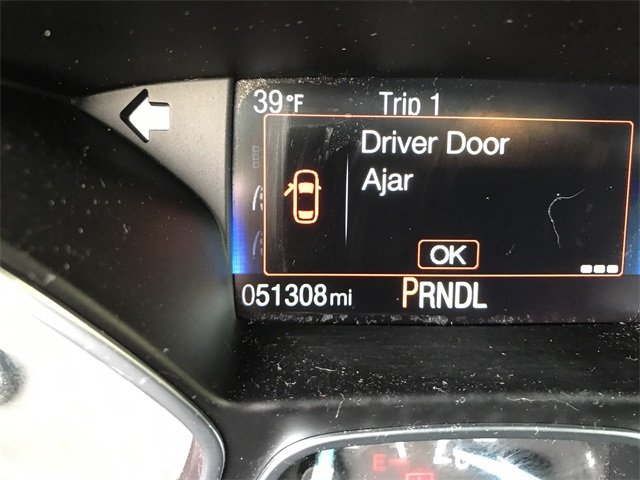 39°F Trip 1
Driver Door
Ajar
OK
051308mi PRNDL
E